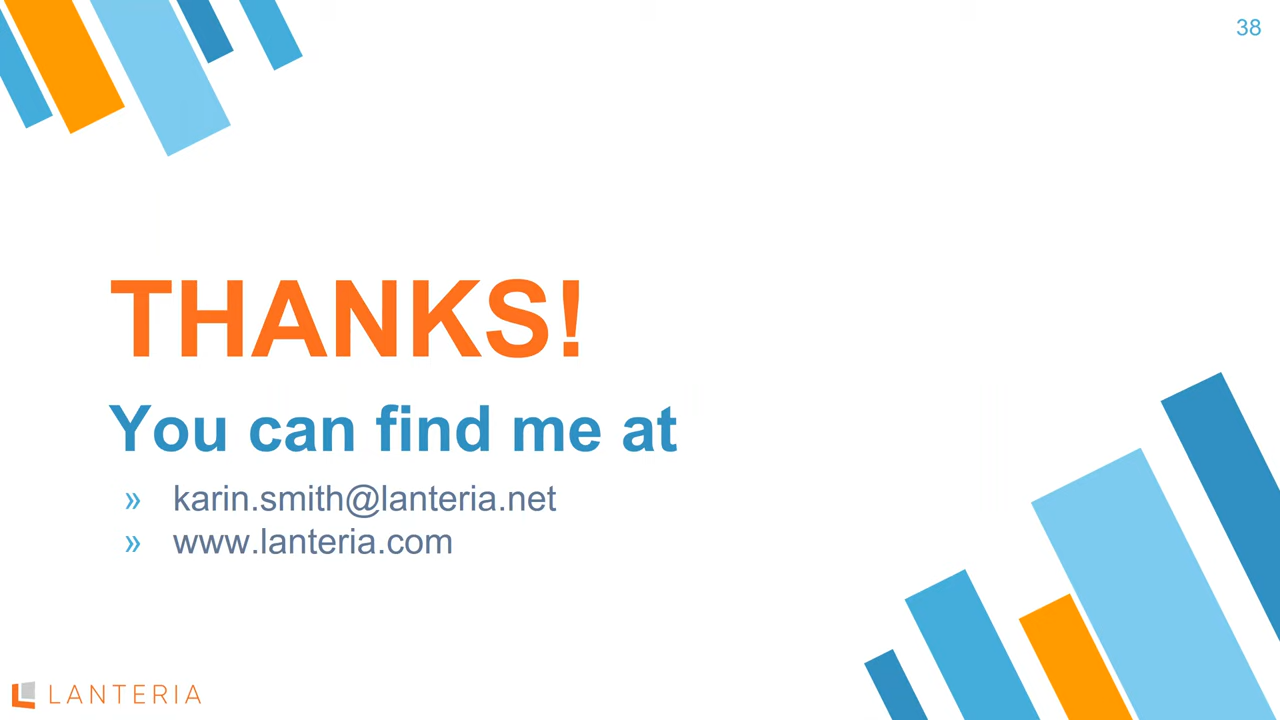 38
THANKS!
You can find me at
» karin.smith@lanteria.net
» www.lanteria.com
LANTERIA